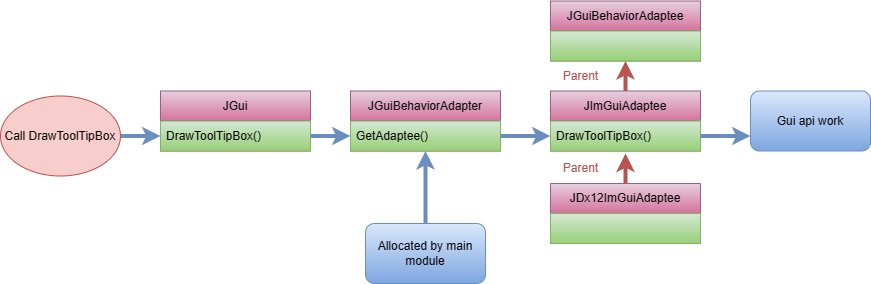 JGuiBehaviorAdaptee
Parent
Call DrawToolTipBox
JGui
DrawToolTipBox()
JGuiBehaviorAdapter
GetAdaptee()
JImGuiAdaptee
DrawToolTipBox()
Gui api work
Parent
JDx12ImGuiAdaptee
Allocated by main
module